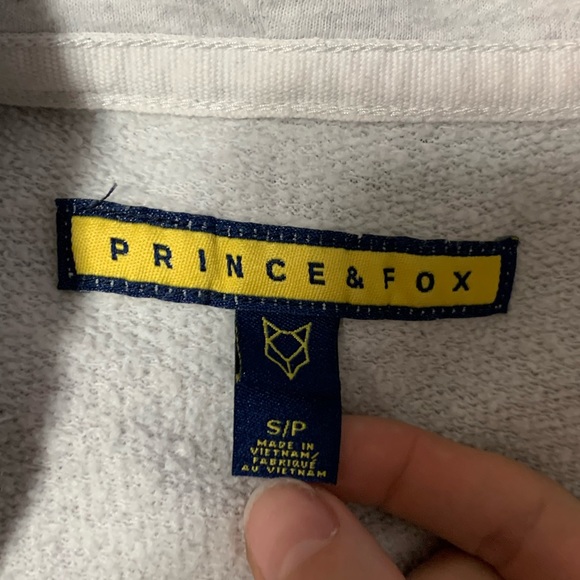 PRINCE & FOX
S/P
MADE IN
VIETNAM/
FABRIQUÉ
AU VIETNAM